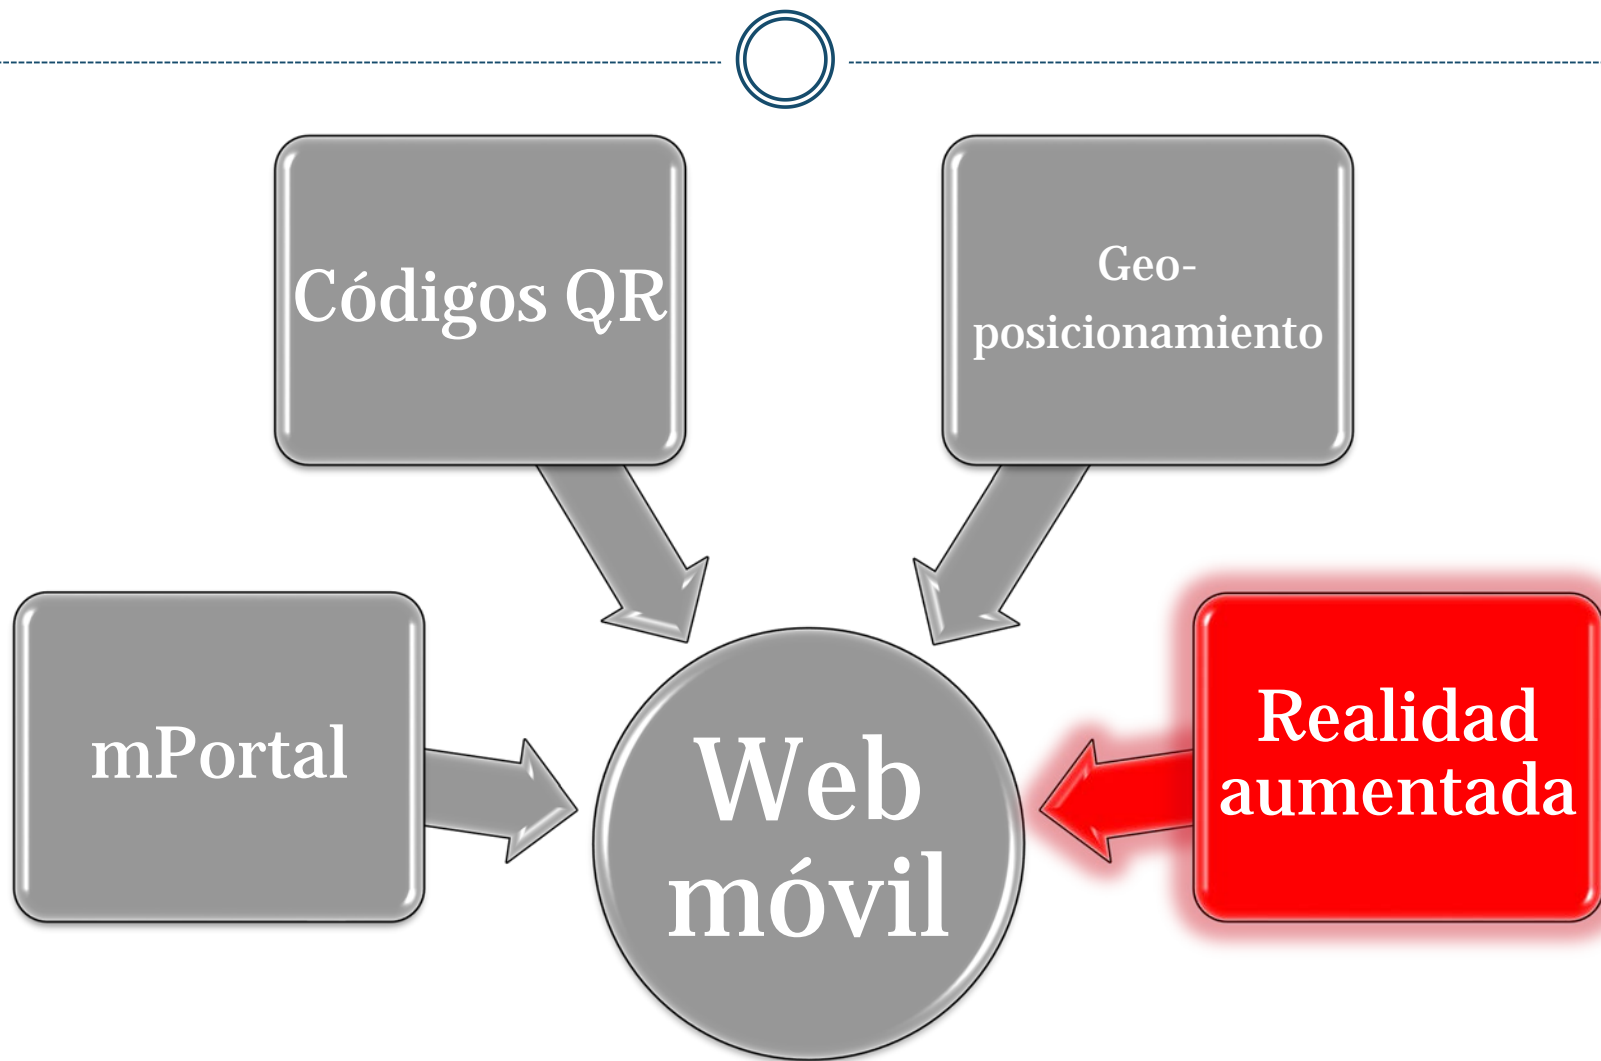 Códigos QR
Geo-
posicionamiento
mPortal
Web
móvil
Realidad
aumentada